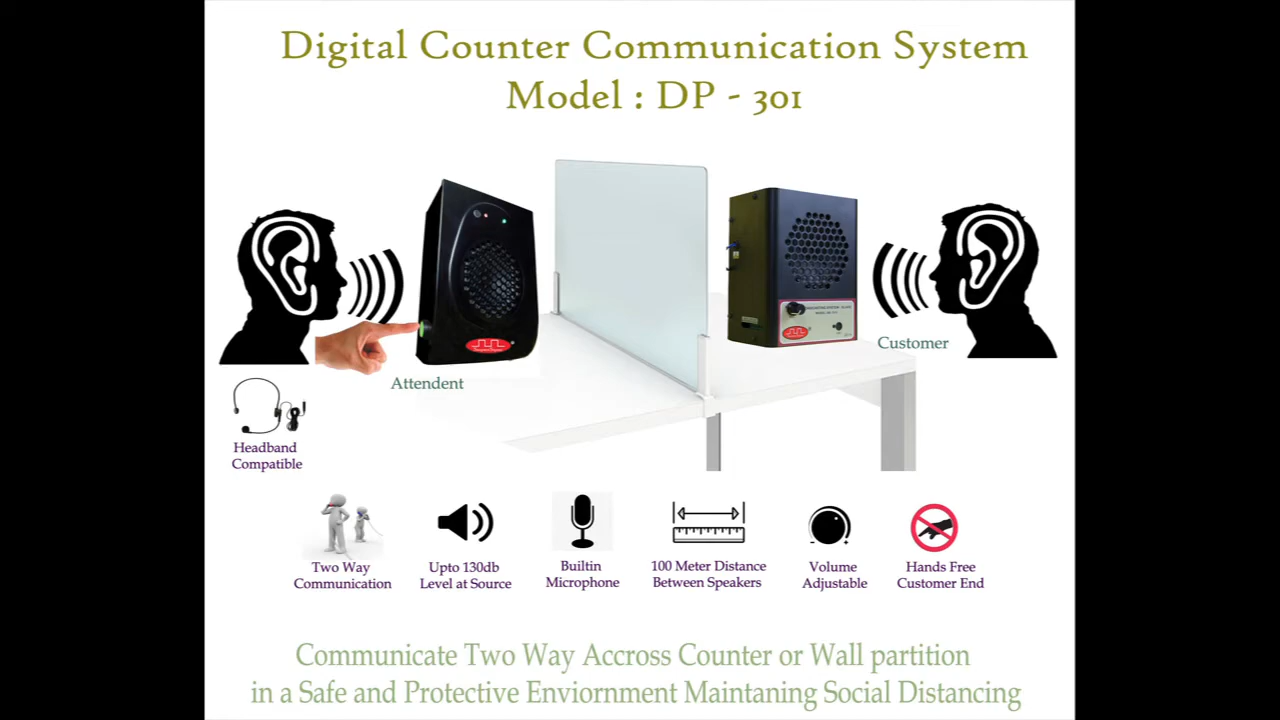 Digital Counter Communication System
Model : DP - 301
Customer
Attendent
Headband
Compatible
Two Way
Communication
Upto 130db
Level at Source
Builtin
Microphone
100 Meter Distance
Between Speakers
Volume
Adjustable
Hands Free
Customer End
Communicate Two Way Accross Counter or Wall partition
in a Safe and Protective Enviornment Maintaning Social Distancing